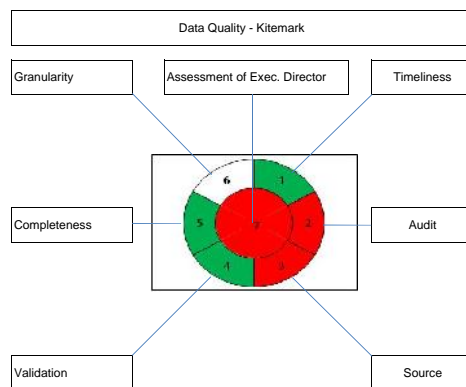 Data Quality - Kitemark
Granularity
Assessment of Exec. Director
Timeliness
6
1
Completeness
5
7
2
Audit
4
3
Validation
Source